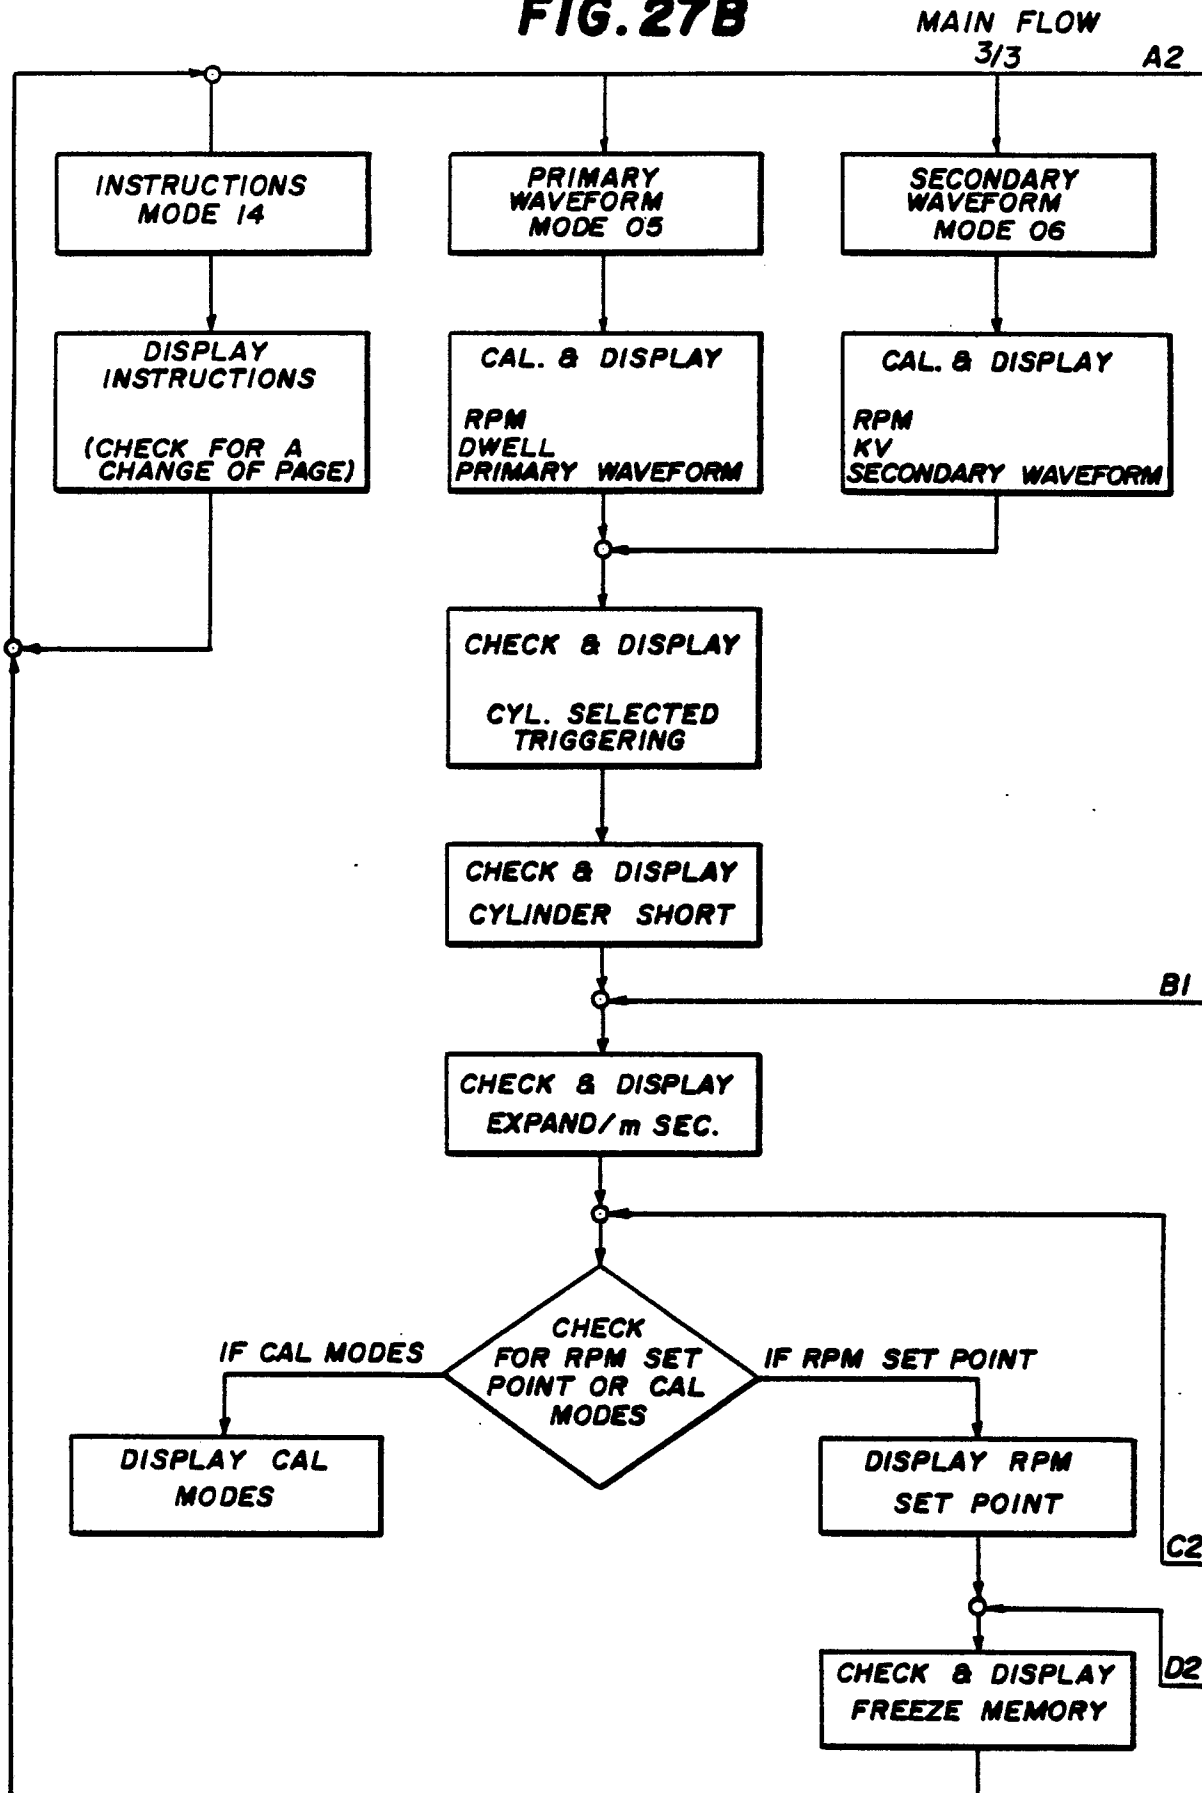 FIG. 27B
MAIN FLOW
3/3
A2
INSTRUCTIONS
MODE 14
PRIMARY
WAVEFORM
MODE 05
SECONDARY
WAVEFORM
MODE 06
DISPLAY
INSTRUCTIONS
(CHECK FOR A
CHANGE OF PAGE)
CAL. & DISPLAY
RPM
DWELL
PRIMARY WAVEFORM
CAL. & DISPLAY
RPM
KV
SECONDARY WAVEFORM
CHECK & DISPLAY
CYL. SELECTED
TRIGGERING
CHECK & DISPLAY
CYLINDER SHORT
B1
CHECK & DISPLAY
EXPAND/m SEC.
CHECK
FOR RPM SET
POINT OR CAL
MODES
IF CAL MODES
IF RPM SET POINT
DISPLAY CAL
MODES
DISPLAY RPM
SET POINT
C2
D2
CHECK & DISPLAY
FREEZE MEMORY